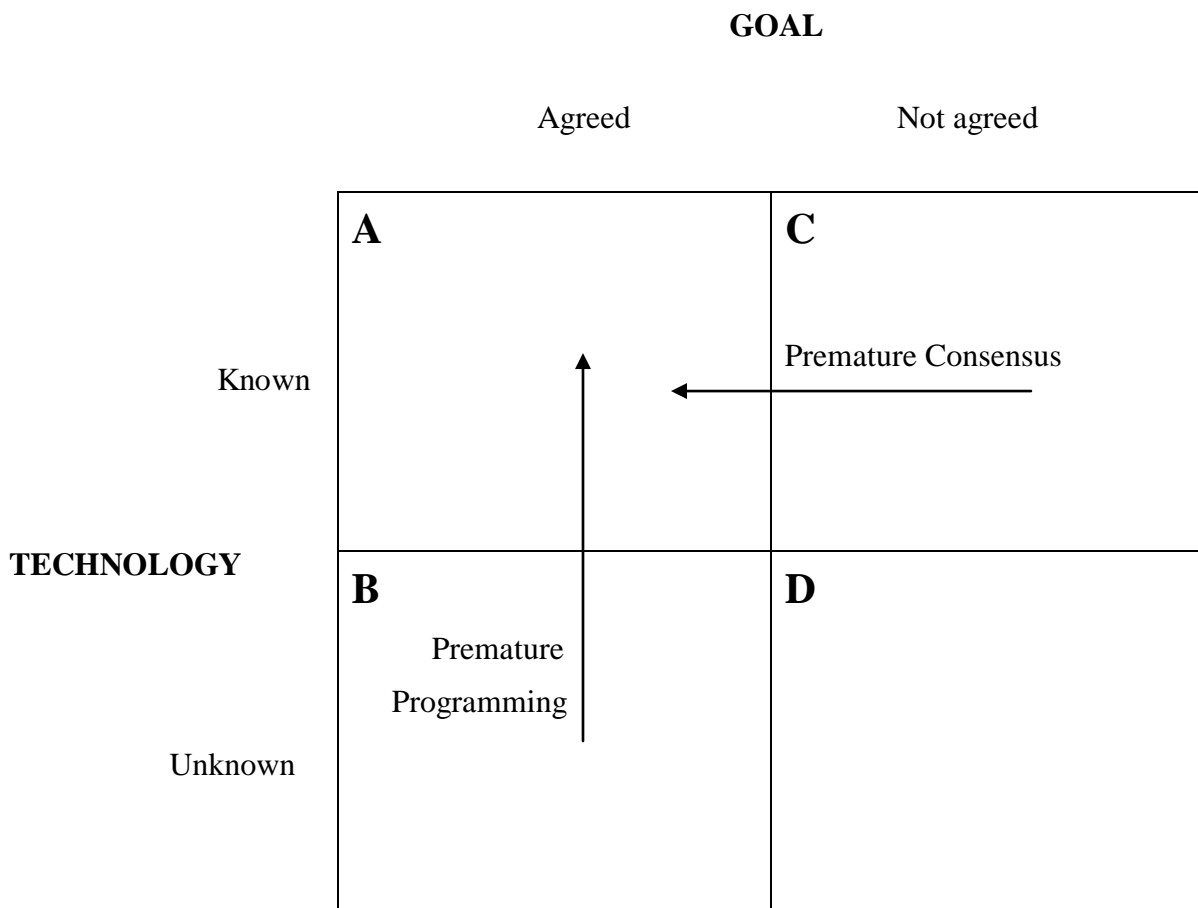 GOAL
Agreed Not agreed
A C
Premature Consensus
Known
TECHNOLOGY
B D
Premature
Programming
Unknown